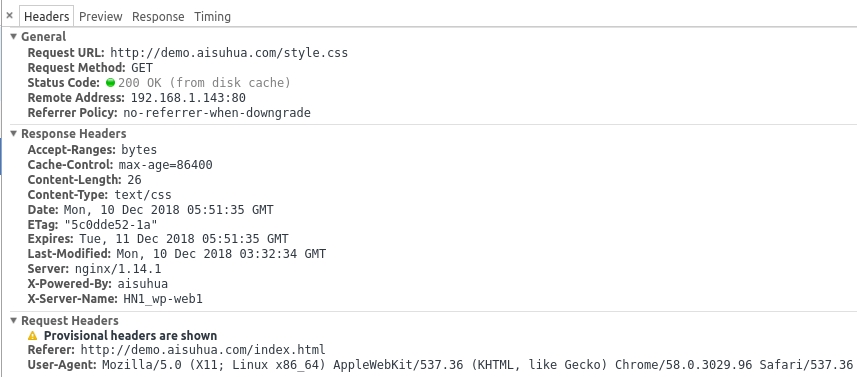 × Headers Preview Response Timing
▼ General
Request URL: http://demo.aisuhua.com/style.css
Request Method: GET
Status Code: 200 OK (from disk cache)
Remote Address: 192.168.1.143:80
Referrer Policy: no-referrer-when-downgrade
▼ Response Headers
Accept-Ranges: bytes
Cache-Control: max-age=86400
Content-Length: 26
Content-Type: text/css
Date: Mon, 10 Dec 2018 05:51:35 GMT
ETag: "5c0dde52-1a"
Expires: Tue, 11 Dec 2018 05:51:35 GMT
Last-Modified: Mon, 10 Dec 2018 03:32:34 GMT
Server: nginx/1.14.1
X-Powered-By: aisuhua
X-Server-Name: HN1_wp-web1
▼ Request Headers
Provisional headers are shown
Referer: http://demo.aisuhua.com/index.html
User-Agent: Mozilla/5.0 (X11; Linux x86_64) AppleWebKit/537.36 (KHTML, like Gecko) Chrome/58.0.3029.96 Safari/537.36